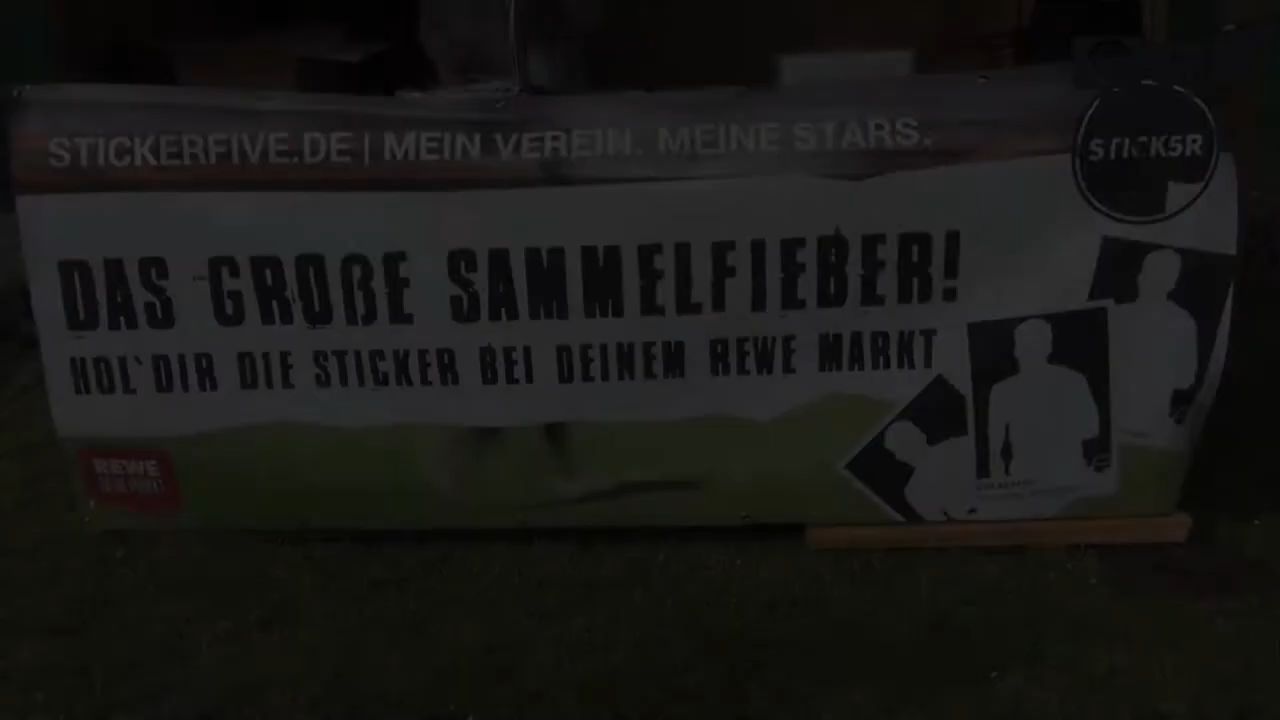 STICKERFIVE.DE | MEIN VEREIN. MEINE STARS.
STICK5R
DAS GROßE SAMMELFIEBER!
HOL`DIR DIE STICKER BEI DEINEM REWE MARKT
REWE